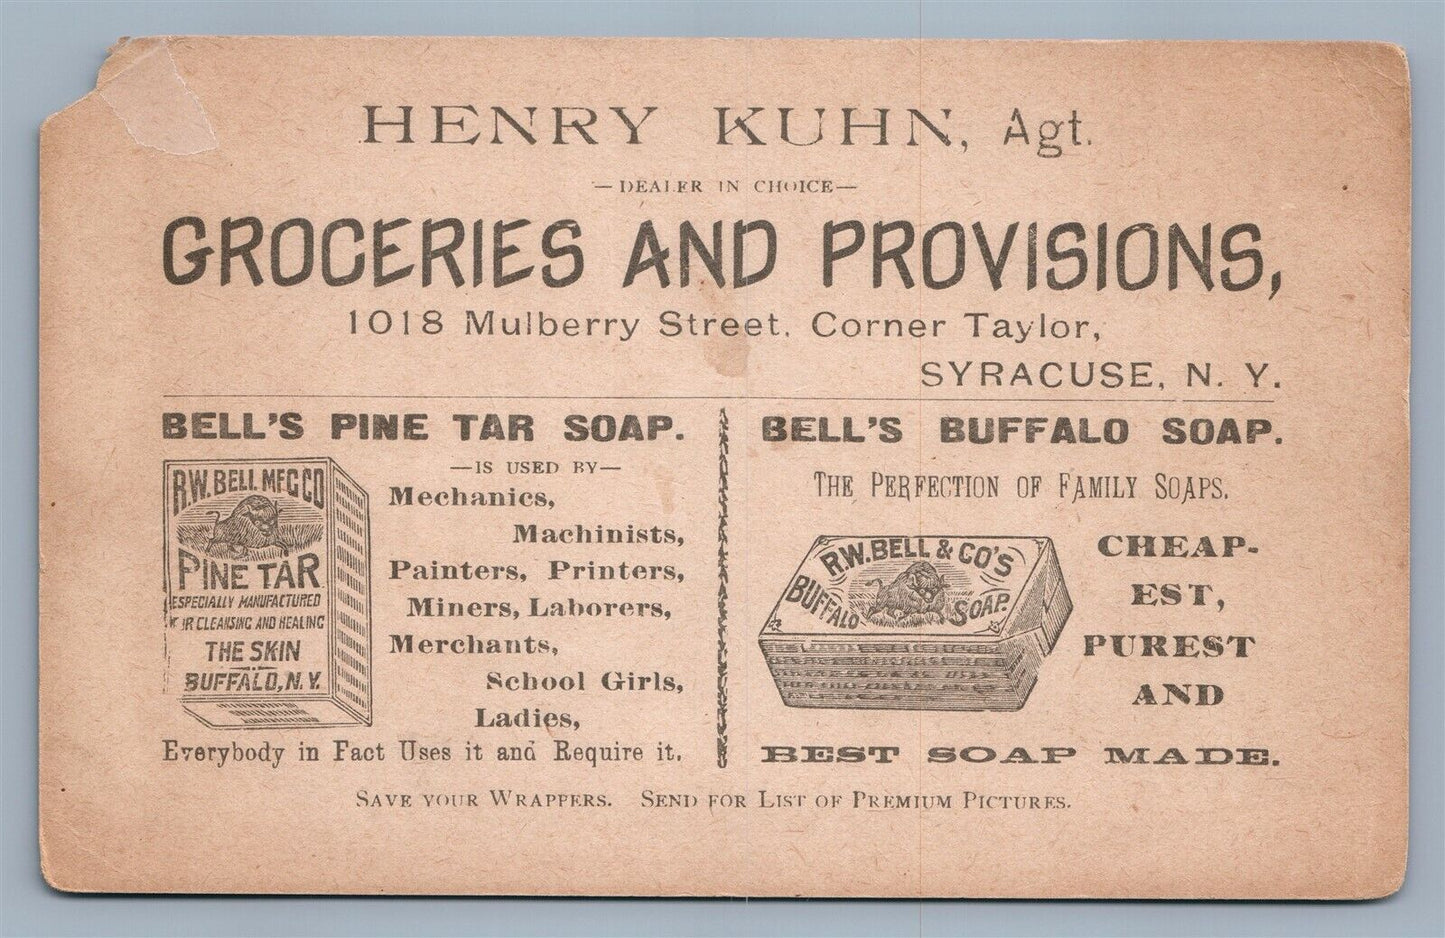 HENRY KUHN, Agt.
—DEALER IN CHOICE—
GROCERIES AND PROVISIONS,
1018 Mulberry Street. Corner Taylor,
SYRACUSE, N. Y.
BELL'S PINE TAR SOAP.
—IS USED BY—
R.W. BELL MFG CO
PINE TAR
ESPECIALLY MANUFACTURED
CLEANSING AND HEALING
THE SKIN
BUFFALO, N. Y.
Mechanics,
Machinists,
Painters, Printers,
Miners, Laborers,
Merchants,
School Girls,
Ladies,
Everybody in Fact Uses it and Require it.
BELL'S BUFFALO SOAP.
THE PERFECTION OF FAMILY SOAPS.
R.W. BELL & CO'S
BUFFALO SOAP.
CHEAP-
EST,
PUREST
AND
BEST SOAP MADE.
SAVE YOUR WRAPPERS. SEND FOR LIST OF PREMIUM PICTURES.